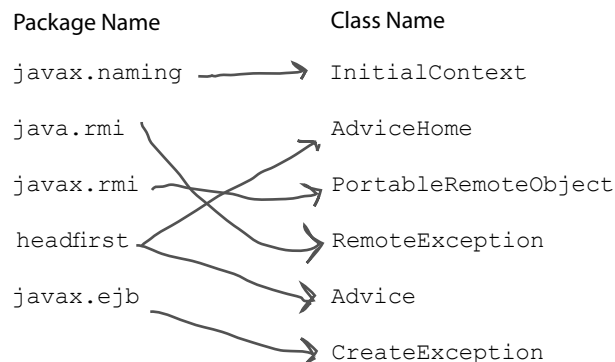 Package Name Class Name
javax.naming InitialContext
java.rmi AdviceHome
javax.rmi PortableRemoteObject
headfirst RemoteException
javax.ejb Advice
CreateException